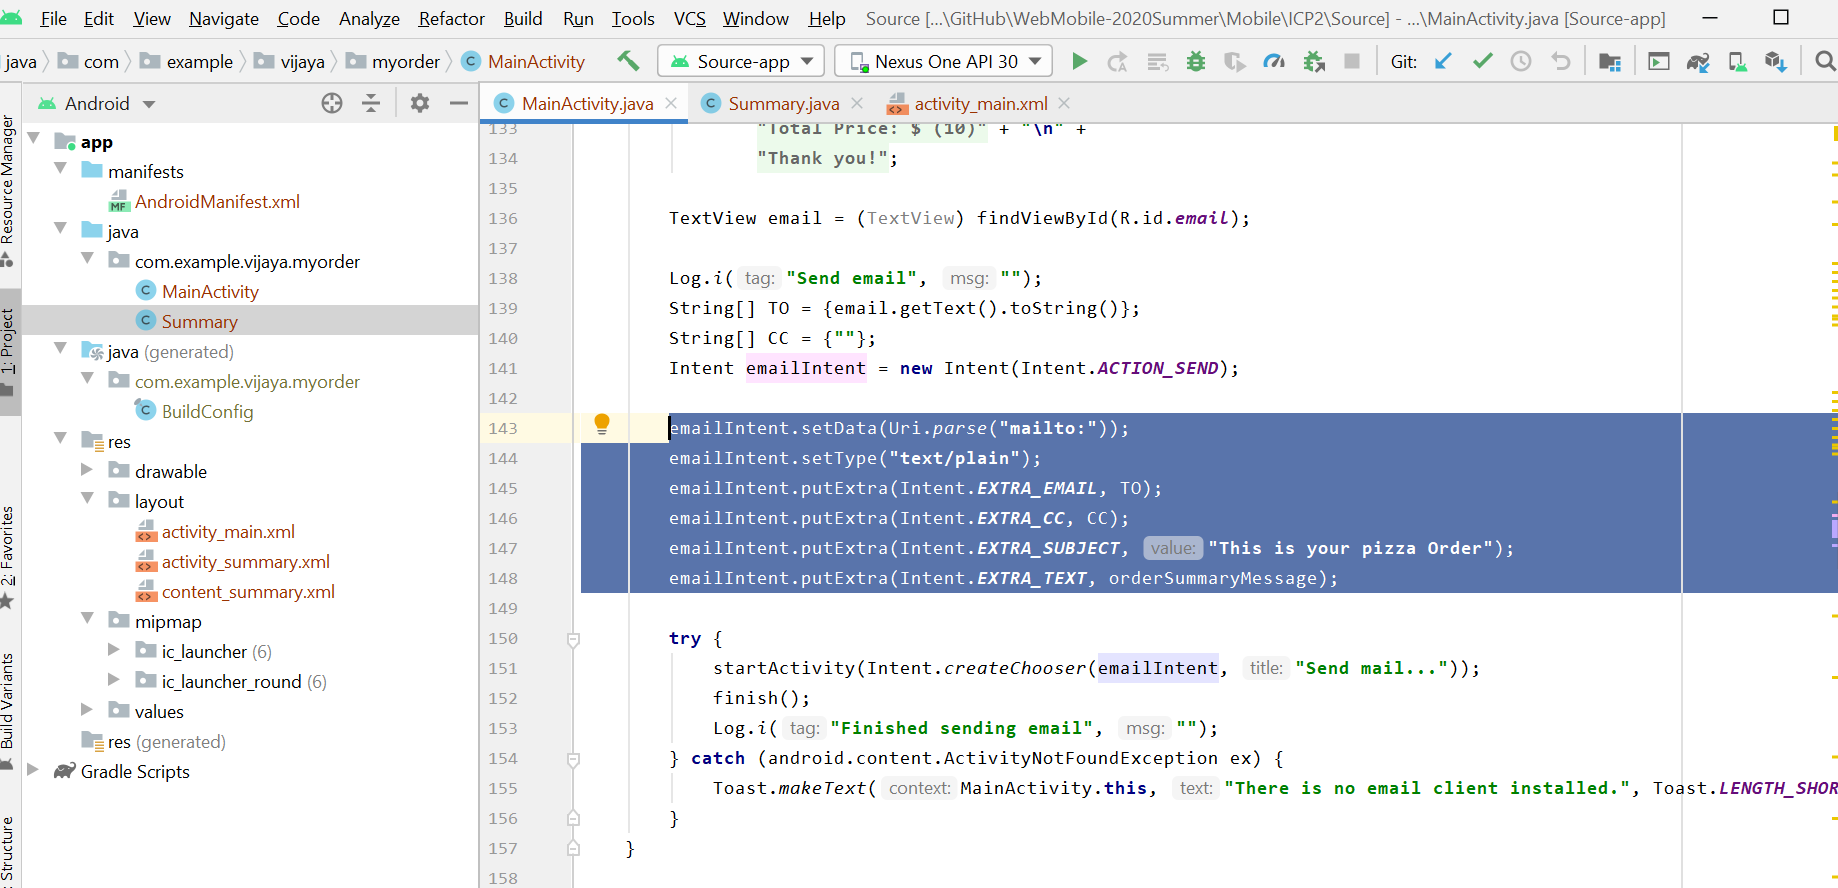 File Edit View Navigate Code Analyze Refactor Build Run Tools VCS Window Help Source [...\GitHub\WebMobile-2020Summer\Mobile\ICP2\Source] - ...\MainActivity.java [Source-app]
java com example vijaya myorder MainActivity Source-app Nexus One API 30 Git:
Android
MainActivity.java Summary.java activity_main.xml
Resource Manager
1: Project
2: Favorites
Build Variants
Structure
app
manifests
AndroidManifest.xml
java
com.example.vijaya.myorder
MainActivity
Summary
java (generated)
com.example.vijaya.myorder
BuildConfig
res
drawable
layout
activity_main.xml
activity_summary.xml
content_summary.xml
mipmap
ic_launcher (6)
ic_launcher_round (6)
values
res (generated)
Gradle Scripts
133 "Total Price: $ (10)" + "\n" +
134 "Thank you!";
135
136 TextView email = (TextView) findViewById(R.id.email);
137
138 Log.i( tag: "Send email", msg: "");
139 String[] TO = {email.getText().toString()};
140 String[] CC = {""};
141 Intent emailIntent = new Intent(Intent.ACTION_SEND);
142
143 emailIntent.setData(Uri.parse("mailto:"));
144 emailIntent.setType("text/plain");
145 emailIntent.putExtra(Intent.EXTRA_EMAIL, TO);
146 emailIntent.putExtra(Intent.EXTRA_CC, CC);
147 emailIntent.putExtra(Intent.EXTRA_SUBJECT, value: "This is your pizza Order");
148 emailIntent.putExtra(Intent.EXTRA_TEXT, orderSummaryMessage);
149
150 try {
151 startActivity(Intent.createChooser(emailIntent, title: "Send mail..."));
152 finish();
153 Log.i( tag: "Finished sending email", msg: "");
154 } catch (android.content.ActivityNotFoundException ex) {
155 Toast.makeText( context: MainActivity.this, text: "There is no email client installed.", Toast.LENGTH_SHOR
156 }
157 }
158